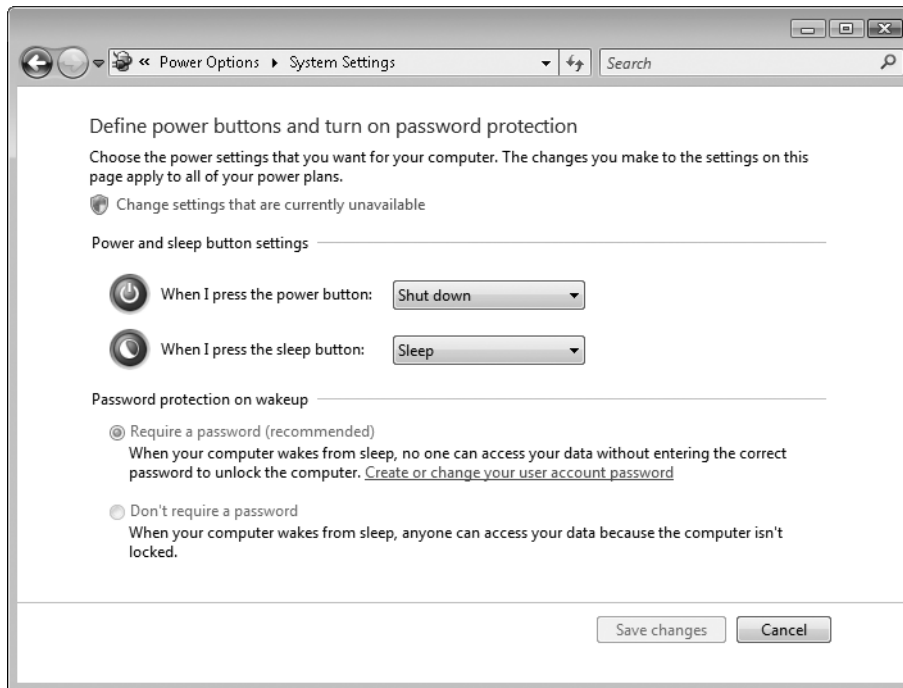 « Power Options ▸ System Settings
Search
Define power buttons and turn on password protection
Choose the power settings that you want for your computer. The changes you make to the settings on this
page apply to all of your power plans.
Change settings that are currently unavailable
Power and sleep button settings
When I press the power button: Shut down
When I press the sleep button: Sleep
Password protection on wakeup
Require a password (recommended)
When your computer wakes from sleep, no one can access your data without entering the correct
password to unlock the computer. Create or change your user account password
Don't require a password
When your computer wakes from sleep, anyone can access your data because the computer isn't
locked.
Save changes Cancel